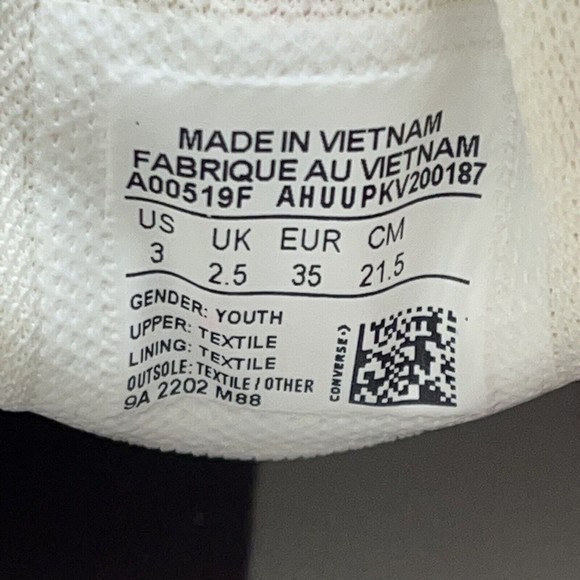 MADE IN VIETNAM
FABRIQUE AU VIETNAM
A00519F AHUUPKV200187
US UK EUR CM
3 2.5 35 21.5
GENDER: YOUTH
UPPER: TEXTILE
LINING: TEXTILE
OUTSOLE: TEXTILE / OTHER
9A 2202 M88
CONVERSE